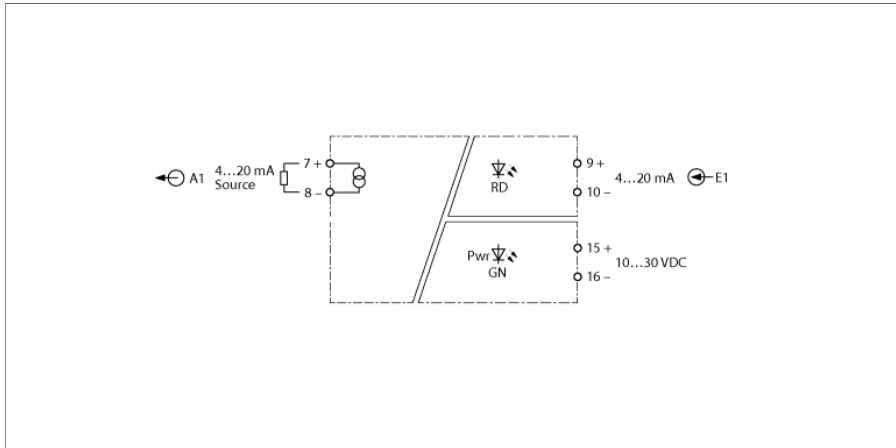 A1
4...20 mA
Source
7 +
8 –
RD
9 +
10 –
4...20 mA
E1
Pwr
GN
15 +
16 –
10...30 VDC